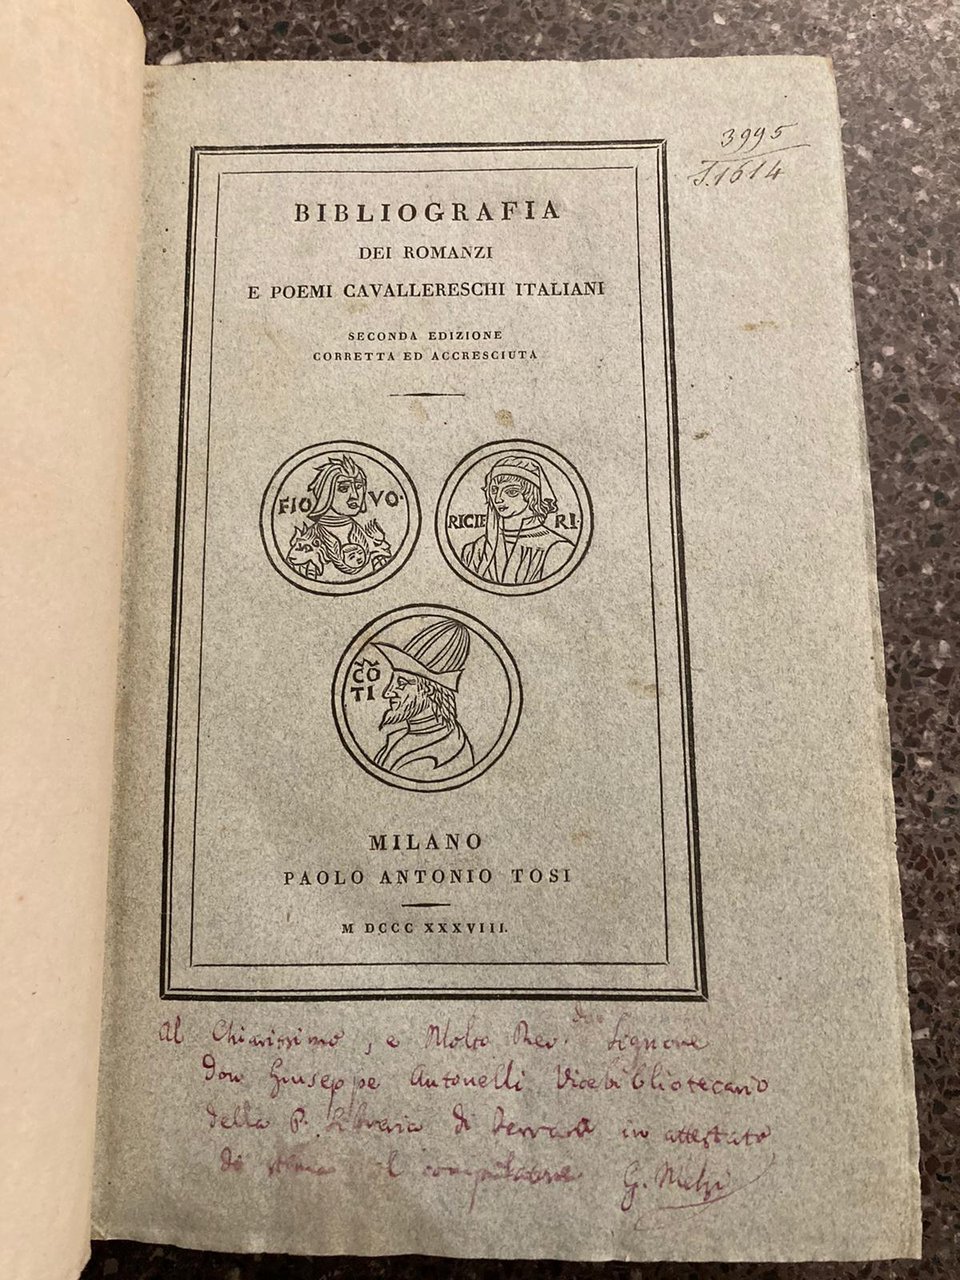 3995
J.1614
BIBLIOGRAFIA
DEI ROMANZI
E POEMI CAVALLERESCHI ITALIANI
SECONDA EDIZIONE
CORRETTA ED ACCRESCIUTA
FIO VO·
RICIE RI·
CO
TI
MILANO
PAOLO ANTONIO TOSI
M DCCC XXXVIII.
Al Chiarissimo, e Molto Rev.do Signore
Don Giuseppe Antonelli Vicebibliotecario
della P. Libreria di Ferrara in attestato
di stima il compilatore G. Melzi